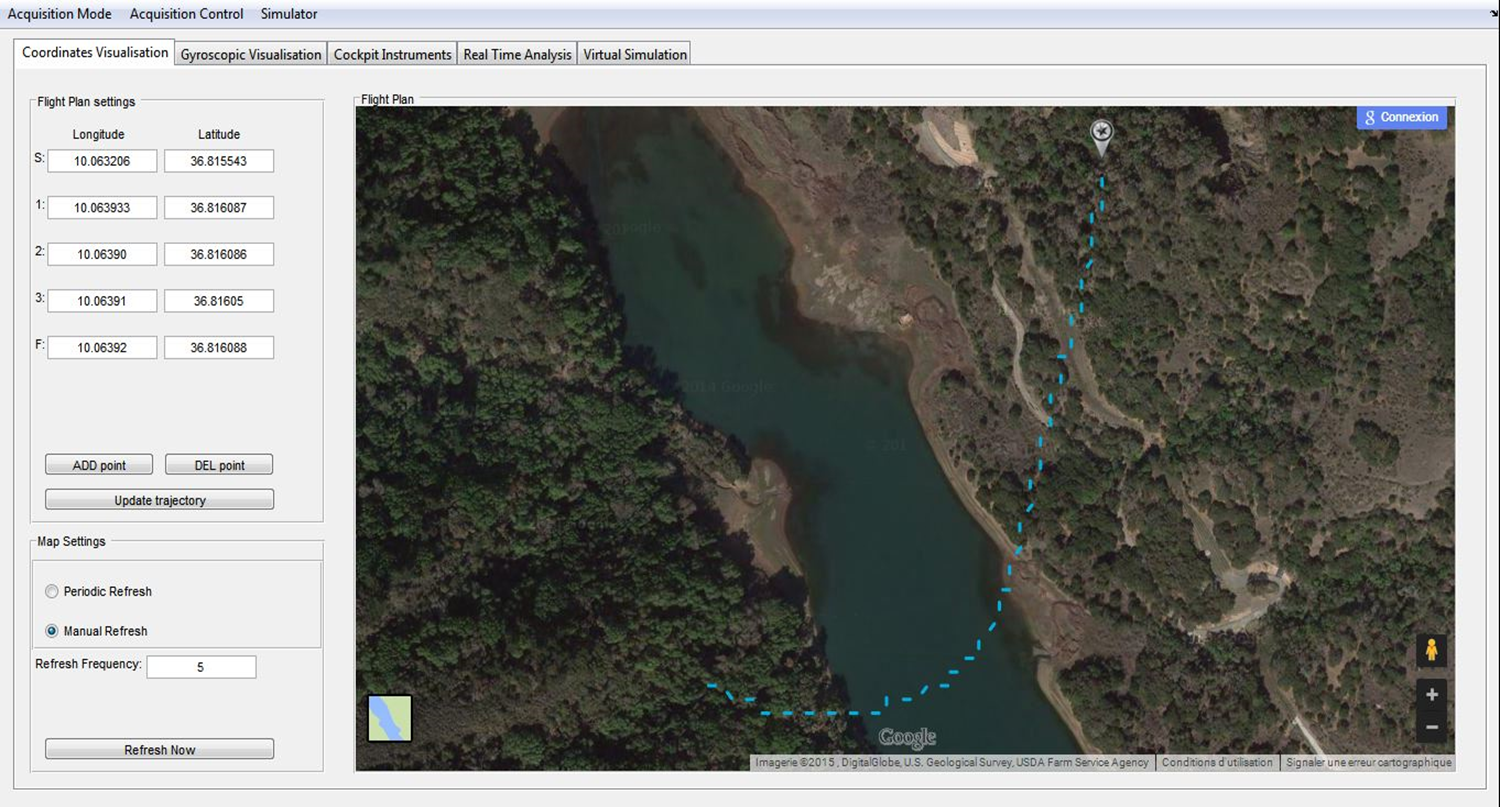 Acquisition Mode Acquisition Control Simulator
Coordinates Visualisation Gyroscopic Visualisation Cockpit Instruments Real Time Analysis Virtual Simulation
Flight Plan settings
Longitude Latitude
S: 10.063206 36.815543
1: 10.063933 36.816087
2: 10.06390 36.816086
3: 10.06391 36.81605
F: 10.06392 36.816088
ADD point DEL point
Update trajectory
Map Settings
Periodic Refresh
Manual Refresh
Refresh Frequency: 5
Refresh Now
Flight Plan
g Connexion
2014 Google
© 201
Google
Imagerie ©2015 , DigitalGlobe, U.S. Geological Survey, USDA Farm Service Agency Conditions d'utilisation Signaler une erreur cartographique